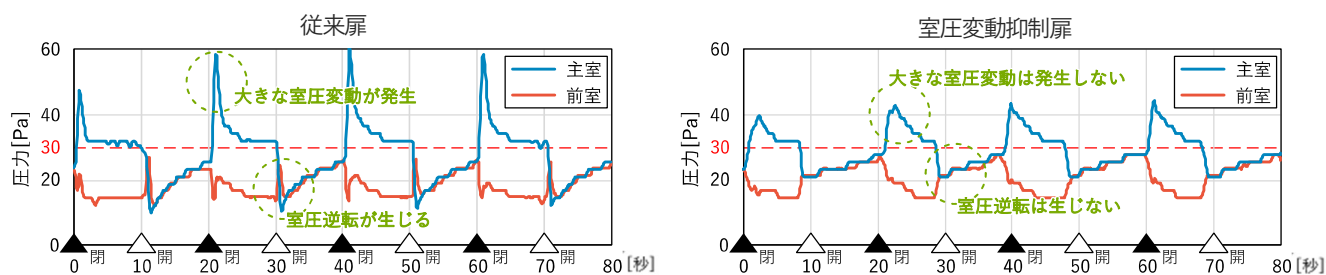 従来扉
60
40
30
20
0
圧力[Pa]
主室
前室
大きな室圧変動が発生
室圧逆転が生じる
閉 開 閉 開 閉 開 閉 開
0 10 20 30 40 50 60 70 80 [秒]
室圧変動抑制扉
60
40
30
20
0
圧力[Pa]
主室
前室
大きな室圧変動は発生しない
室圧逆転は生じない
閉 開 閉 開 閉 開 閉 開
0 10 20 30 40 50 60 70 80 [秒]